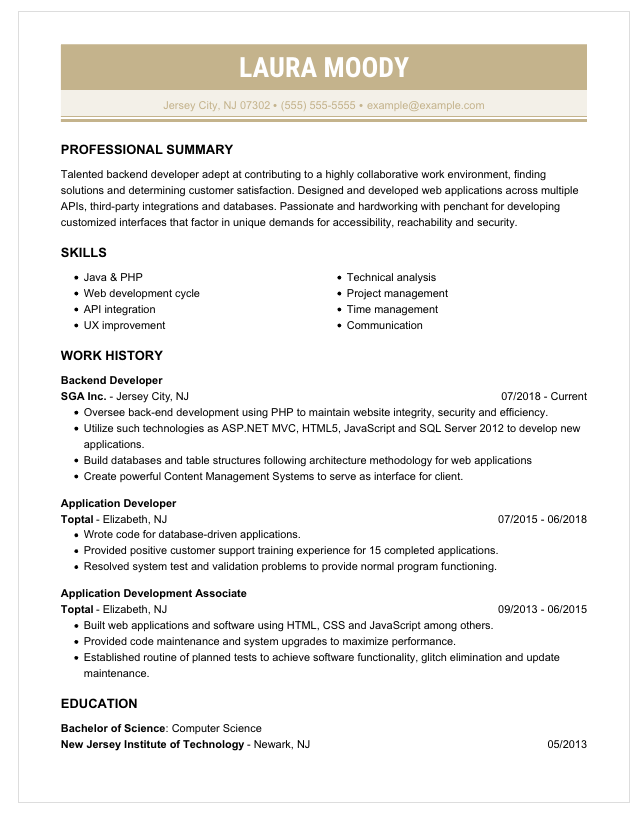 LAURA MOODY
Jersey City, NJ 07302 • (555) 555-5555 • example@example.com
PROFESSIONAL SUMMARY
Talented backend developer adept at contributing to a highly collaborative work environment, finding
solutions and determining customer satisfaction. Designed and developed web applications across multiple
APIs, third-party integrations and databases. Passionate and hardworking with penchant for developing
customized interfaces that factor in unique demands for accessibility, reachability and security.
SKILLS
• Java & PHP
• Web development cycle
• API integration
• UX improvement
• Technical analysis
• Project management
• Time management
• Communication
WORK HISTORY
Backend Developer
SGA Inc. - Jersey City, NJ 07/2018 - Current
• Oversee back-end development using PHP to maintain website integrity, security and efficiency.
• Utilize such technologies as ASP.NET MVC, HTML5, JavaScript and SQL Server 2012 to develop new
applications.
• Build databases and table structures following architecture methodology for web applications
• Create powerful Content Management Systems to serve as interface for client.
Application Developer
Toptal - Elizabeth, NJ 07/2015 - 06/2018
• Wrote code for database-driven applications.
• Provided positive customer support training experience for 15 completed applications.
• Resolved system test and validation problems to provide normal program functioning.
Application Development Associate
Toptal - Elizabeth, NJ 09/2013 - 06/2015
• Built web applications and software using HTML, CSS and JavaScript among others.
• Provided code maintenance and system upgrades to maximize performance.
• Established routine of planned tests to achieve software functionality, glitch elimination and update
maintenance.
EDUCATION
Bachelor of Science: Computer Science
New Jersey Institute of Technology - Newark, NJ 05/2013